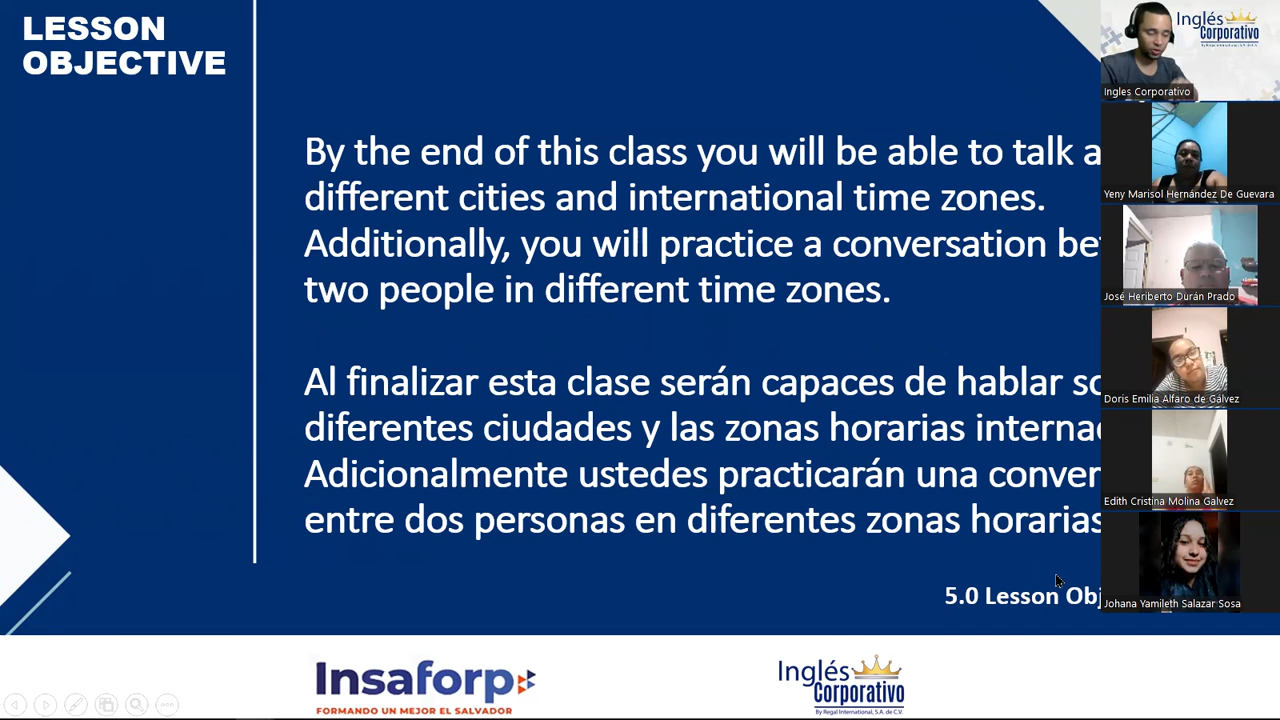 LESSON
OBJECTIVE
By the end of this class you will be able to talk a
different cities and international time zones.
Additionally, you will practice a conversation be
two people in different time zones.
Al finalizar esta clase serán capaces de hablar so
diferentes ciudades y las zonas horarias interna
Adicionalmente ustedes practicarán una conver
entre dos personas en diferentes zonas horarias
5.0 Lesson Obj
Insaforp
FORMANDO UN MEJOR EL SALVADOR
Inglés
Corporativo
By Regal International, S.A. de C.V.
Inglés
Corporativo
Ingles Corporativo
Yeny Marisol Hernández De Guevara
José Heriberto Durán Prado
Doris Emilia Alfaro de Gálvez
Edith Cristina Molina Galvez
Johana Yamileth Salazar Sosa